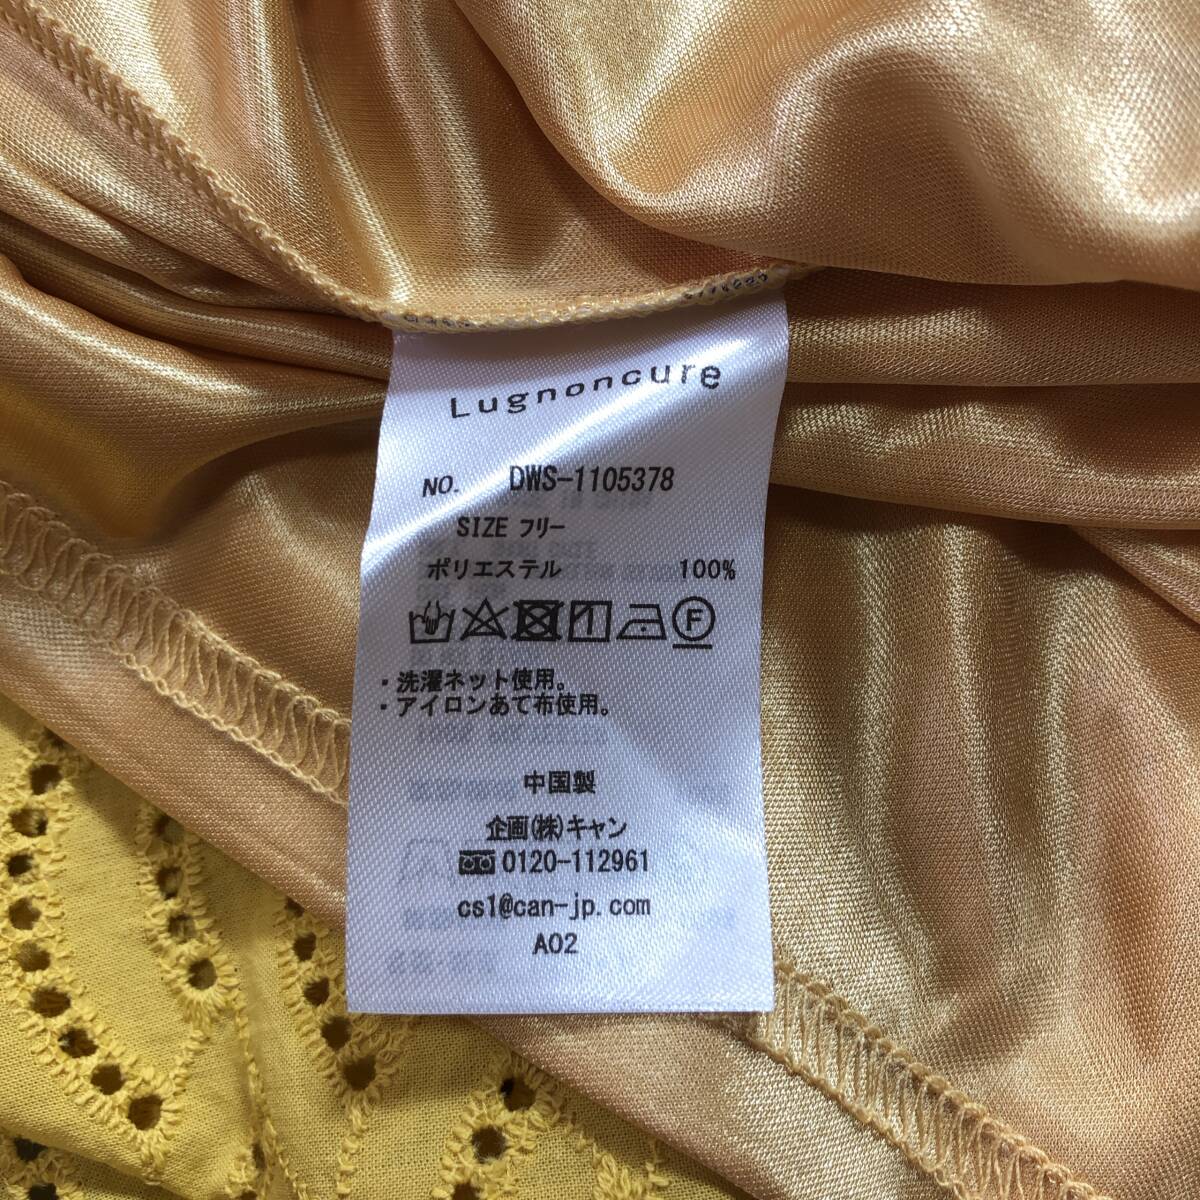 Lugnoncure
NO. DWS-1105378
SIZE フリー
ポリエステル 100%
・洗濯ネット使用。
・アイロンあて布使用。
中国製
企画(株)キャン
0120-112961
cs1@can-jp.com
A02